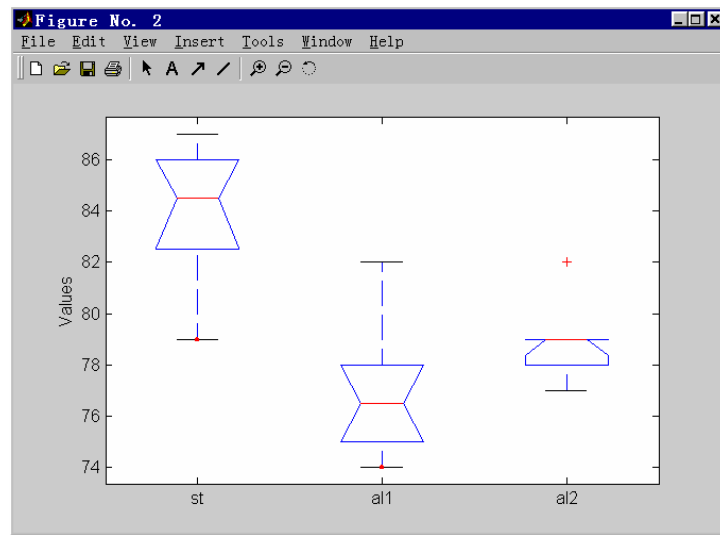 Figure No. 2
File Edit View Insert Tools Window Help
A
86
84
82
80
78
76
74
Values
st al1 al2